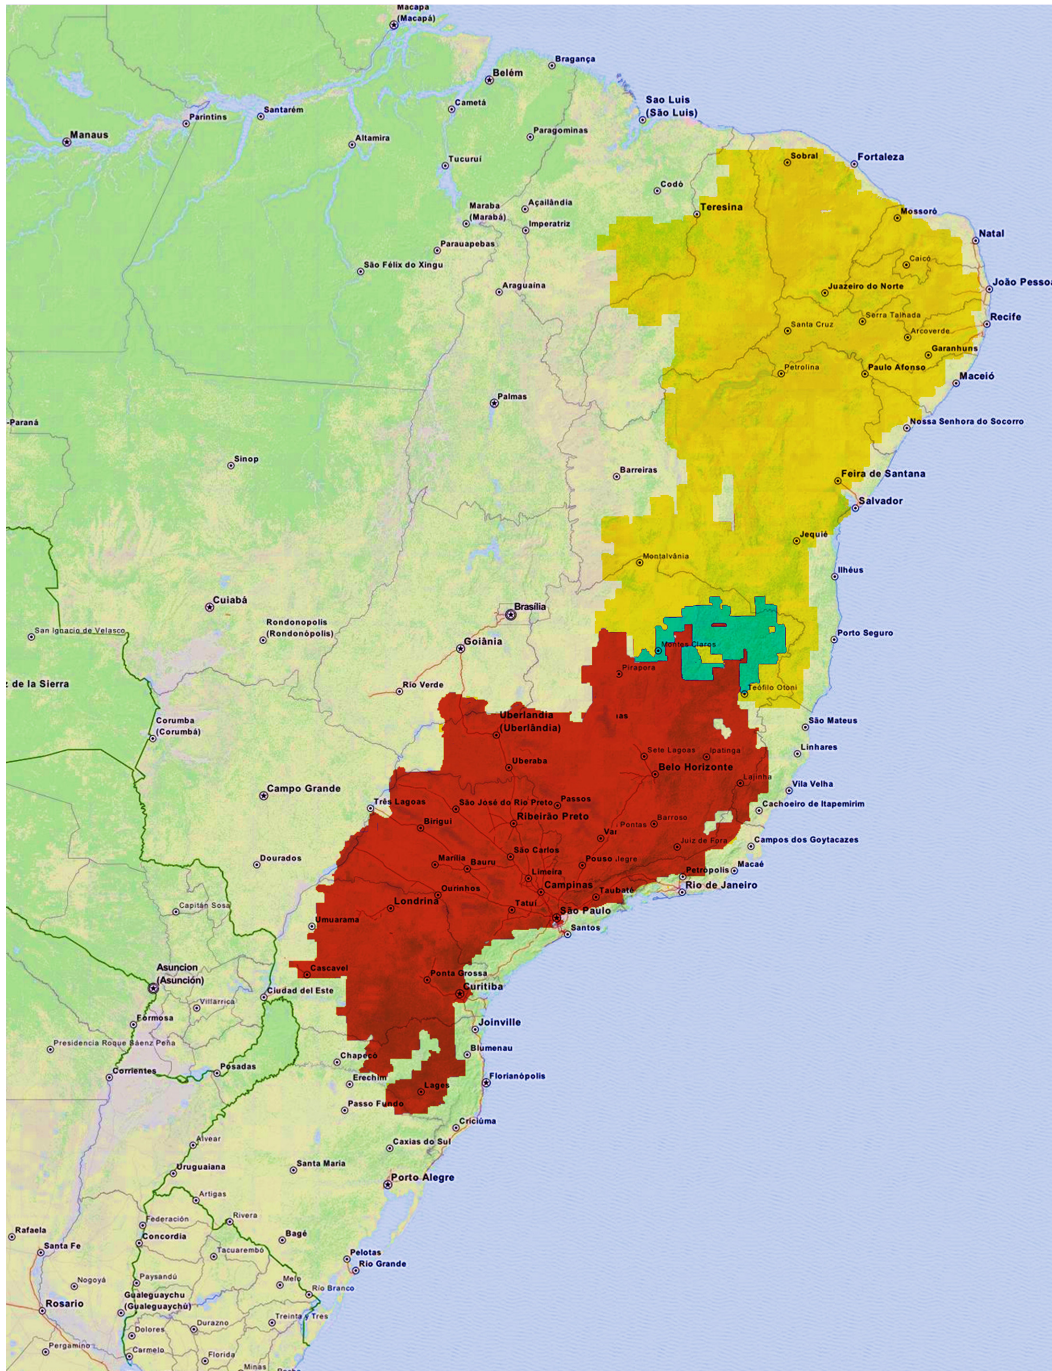 Macapa
(Macapá)
Bragança
Belém
Sao Luis
(São Luís)
Cametá
Santarém
Parintins
Manaus
Altamira
Paragominas
Tucuruí
Sobral
Fortaleza
Codó
Maraba
(Marabá)
Açailândia
Imperatriz
Teresina
Mossoró
Natal
Parauapebas
São Félix do Xingu
Caicó
Araguaína
Juazeiro do Norte
João Pessoa
Santa Cruz
Serra Talhada
Recife
Arcoverde
Garanhuns
Petrolina
Paulo Afonso
Maceió
Palmas
-Paraná
Nossa Senhora do Socorro
Sinop
Barreiras
Feira de Santana
Salvador
Jequié
Montalvânia
Ilhéus
Cuiabá
Brasília
Rondonopolis
(Rondonópolis)
San Ignacio de Velasco
Goiânia
Montes Claros
Porto Seguro
Pirapora
z de la Sierra
Rio Verde
Teófilo Otoni
Corumba
(Corumbá)
Uberlandia
(Uberlândia)
ias
São Mateus
Sete Lagoas
Ipatinga
Linhares
Uberaba
Belo Horizonte
Lajinha
Campo Grande
Vila Velha
Três Lagoas
São José do Rio Preto
Passos
Cachoeiro de Itapemirim
Birigui
Ribeirão Preto
Pontas
Barroso
Var
Juiz de Fora
Campos dos Goytacazes
Dourados
Marília
Bauru
São Carlos
Pouso
legre
Limeira
Petrópolis
Macaé
Ourinhos
Campinas
Taubaté
Rio de Janeiro
Capitán Sosa
Londrina
Tatuí
São Paulo
Umuarama
Santos
Asuncion
(Asunción)
Cascavel
Ponta Grossa
Ciudad del Este
Curitiba
Villarrica
Formosa
Joinville
Presidencia Roque Sáenz Peña
Chapecó
Blumenau
Corrientes
Posadas
Erechim
Lages
Florianópolis
Passo Fundo
Criciúma
Alvear
Caxias do Sul
Uruguaiana
Santa Maria
Porto Alegre
Artigas
Federación
Rivera
Rafaela
Concordia
Bagé
Santa Fe
Tacuarembó
Pelotas
Rio Grande
Nogoyá
Paysandú
Melo
Rio Branco
Rosario
Gualeguaychu
(Gualeguaychú)
Dolores
Durazno
Treinta y Tres
Pergamino
Carmelo
Florida
Minas